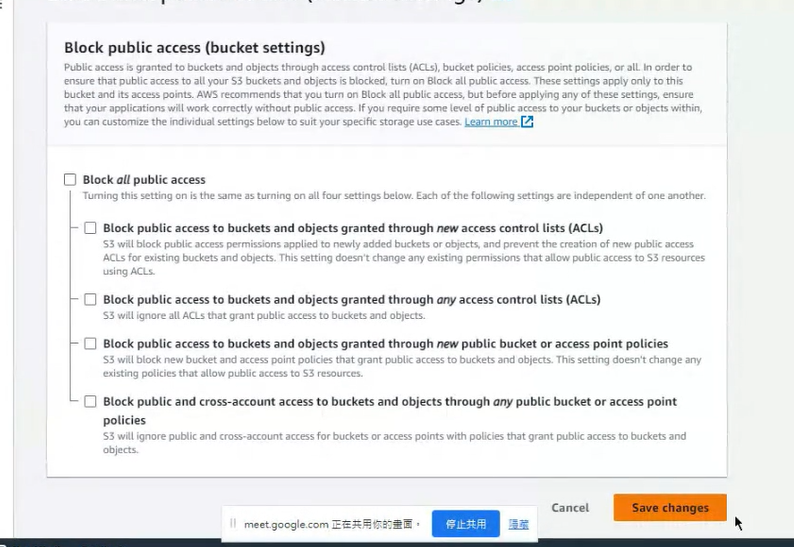 Block public access (bucket settings)
Public access is granted to buckets and objects through access control lists (ACLs), bucket policies, access point policies, or all. In order to
ensure that public access to all your S3 buckets and objects is blocked, turn on Block all public access. These settings apply only to this
bucket and its access points. AWS recommends that you turn on Block all public access, but before applying any of these settings, ensure
that your applications will work correctly without public access. If you require some level of public access to your buckets or objects within,
you can customize the individual settings below to suit your specific storage use cases. Learn more
Block all public access
Turning this setting on is the same as turning on all four settings below. Each of the following settings are independent of one another.
Block public access to buckets and objects granted through new access control lists (ACLs)
S3 will block public access permissions applied to newly added buckets or objects, and prevent the creation of new public access
ACLs for existing buckets and objects. This setting doesn't change any existing permissions that allow public access to S3 resources
using ACLs.
Block public access to buckets and objects granted through any access control lists (ACLs)
S3 will ignore all ACLs that grant public access to buckets and objects.
Block public access to buckets and objects granted through new public bucket or access point policies
S3 will block new bucket and access point policies that grant public access to buckets and objects. This setting doesn't change any
existing policies that allow public access to S3 resources.
Block public and cross-account access to buckets and objects through any public bucket or access point
policies
S3 will ignore public and cross-account access for buckets or access points with policies that grant public access to buckets and
objects.
Cancel
Save changes
meet.google.com 正在共用你的畫面。
停止共用
隱藏